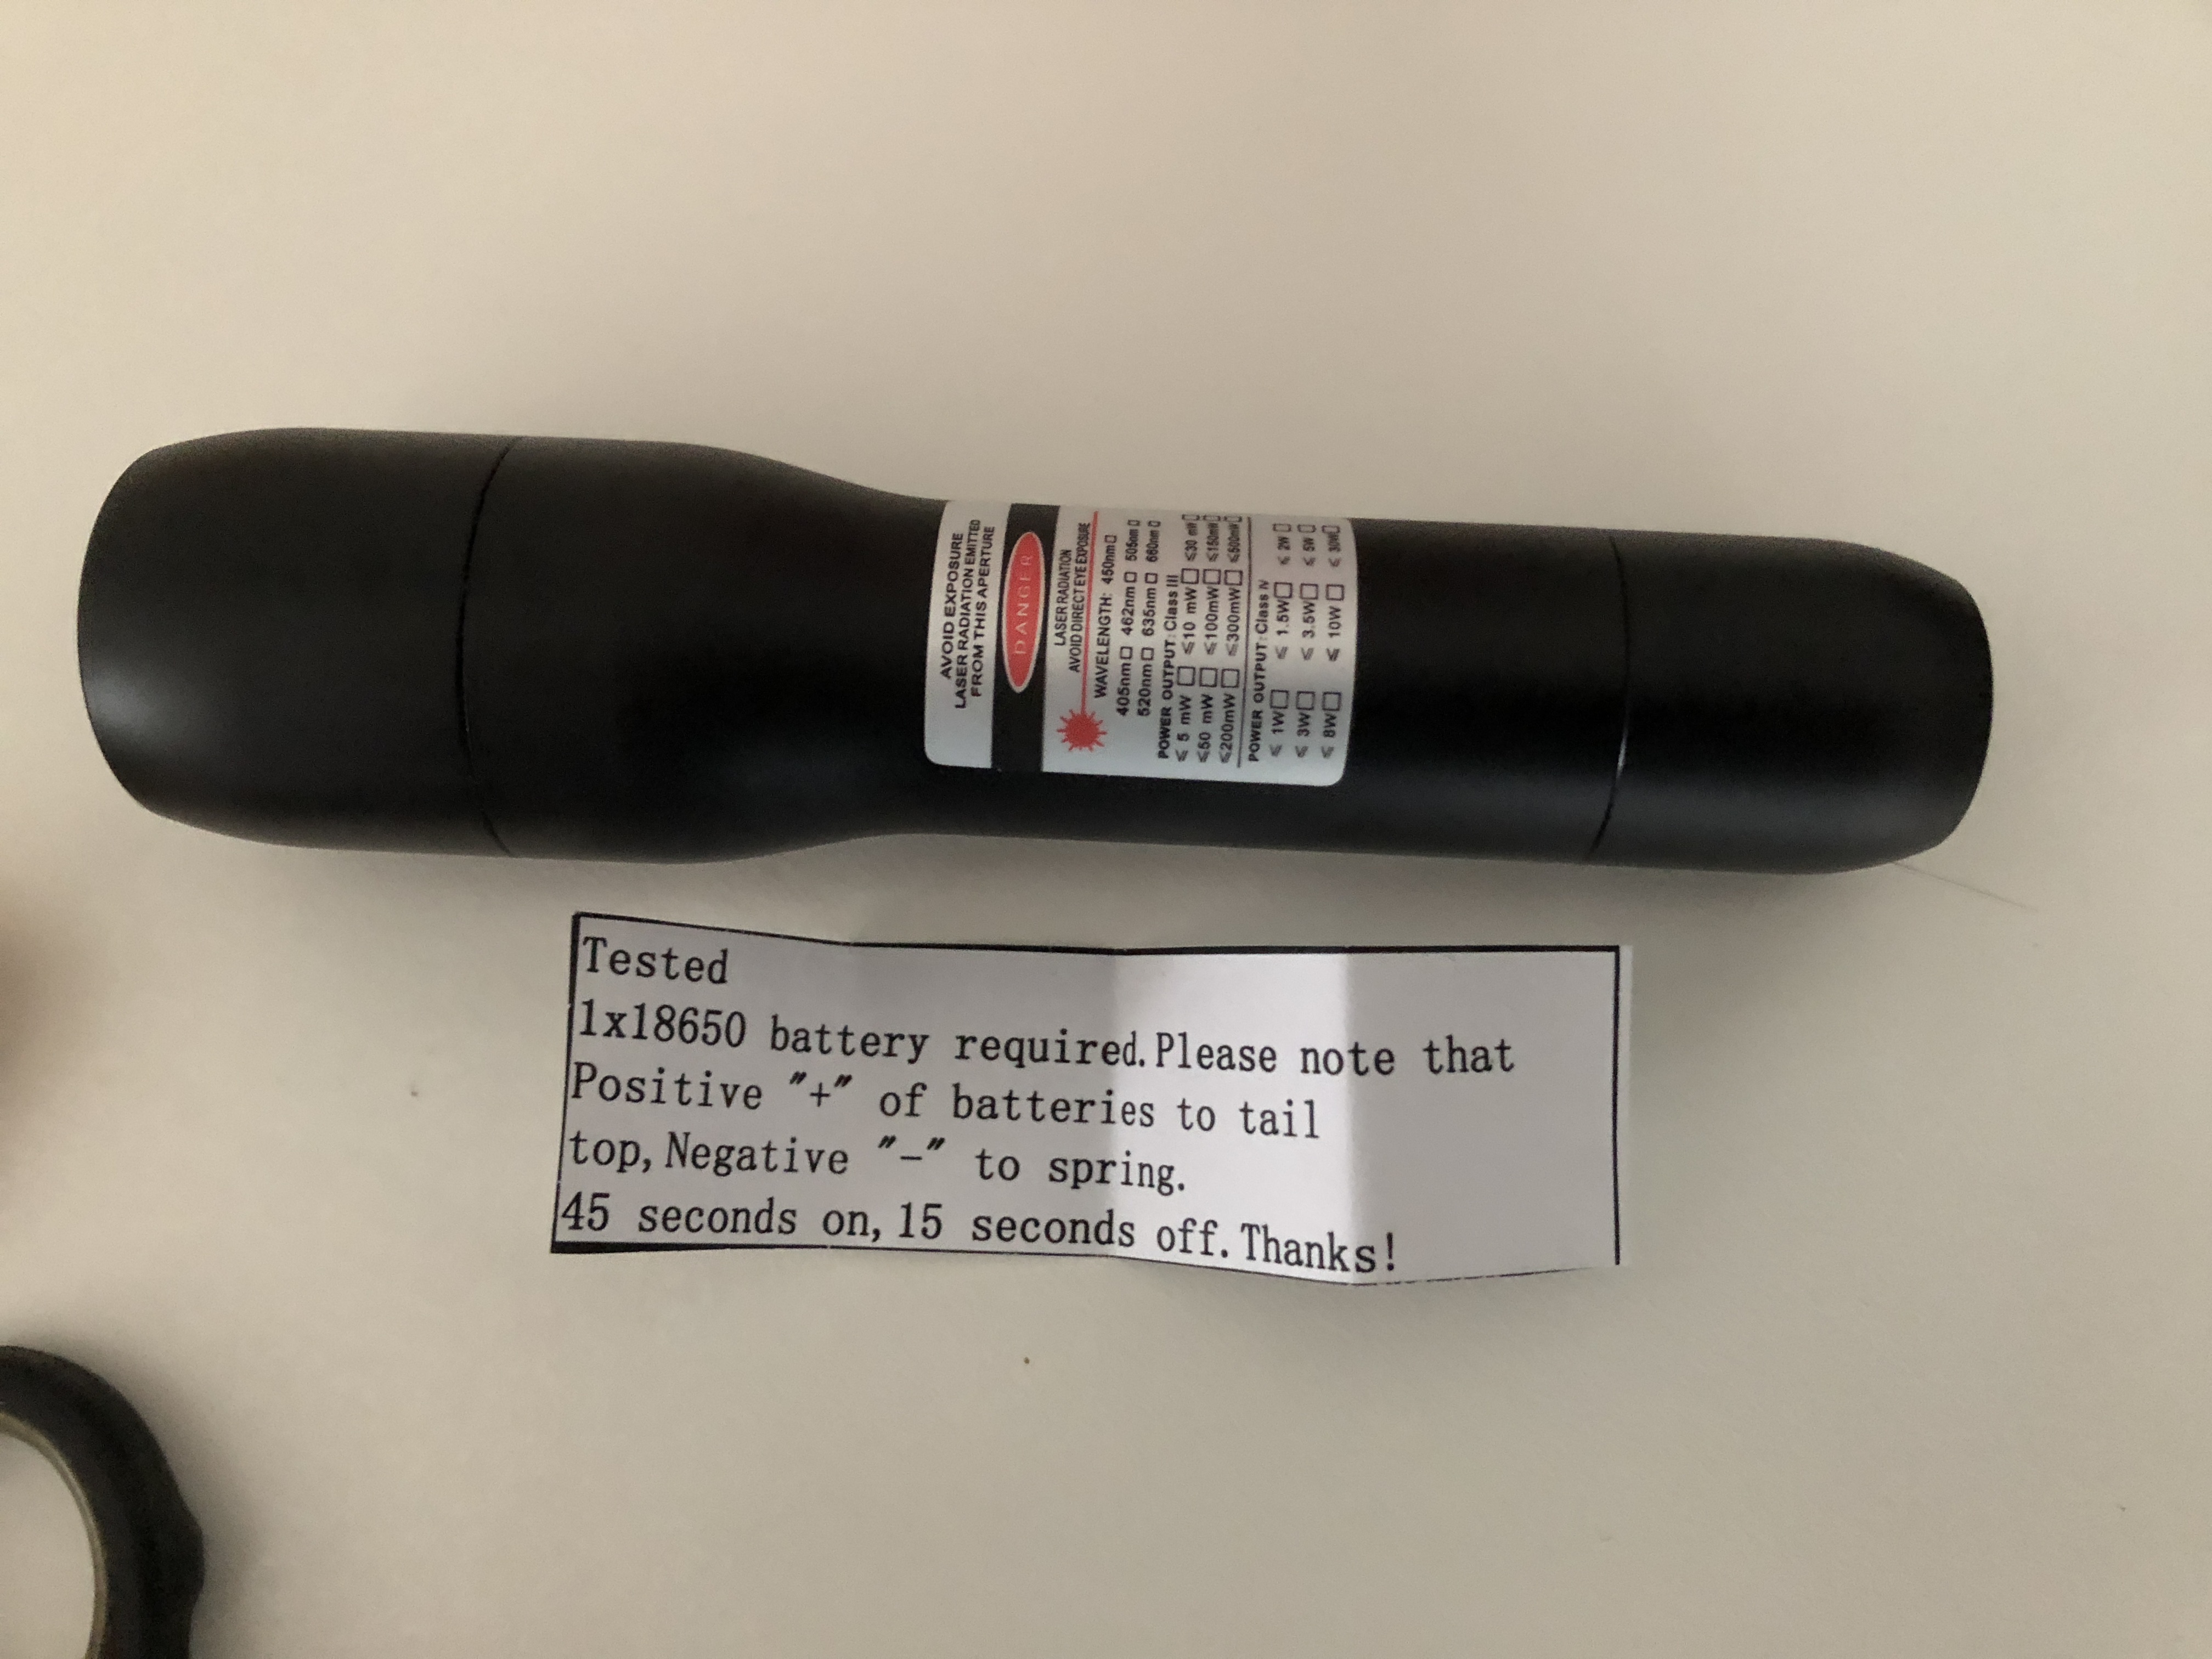 AVOID EXPOSURE
LASER RADIATION EMITTED
FROM THIS APERTURE
DANGER
LASER RADIATION
AVOID DIRECT EYE EXPOSURE
WAVELENGTH: 450nm□
405nm□ 462nm□ 505nm□
520nm□ 635nm□ 660nm□
POWER OUTPUT: Class III
≤ 5 mW □ ≤10 mW□ ≤30 mW□
≤50 mW □ ≤100mW□ ≤150mW□
≤200mW □ ≤300mW□ ≤500mW□
POWER OUTPUT: Class IV
≤ 1W□ ≤ 1.5W□ ≤ 2W □
≤ 3W□ ≤ 3.5W□ ≤ 5W □
≤ 8W□ ≤ 10W □ ≤ 30W□
Tested
1x18650 battery required.Please note that
Positive "+" of batteries to tail
top,Negative "-" to spring.
45 seconds on,15 seconds off.Thanks!